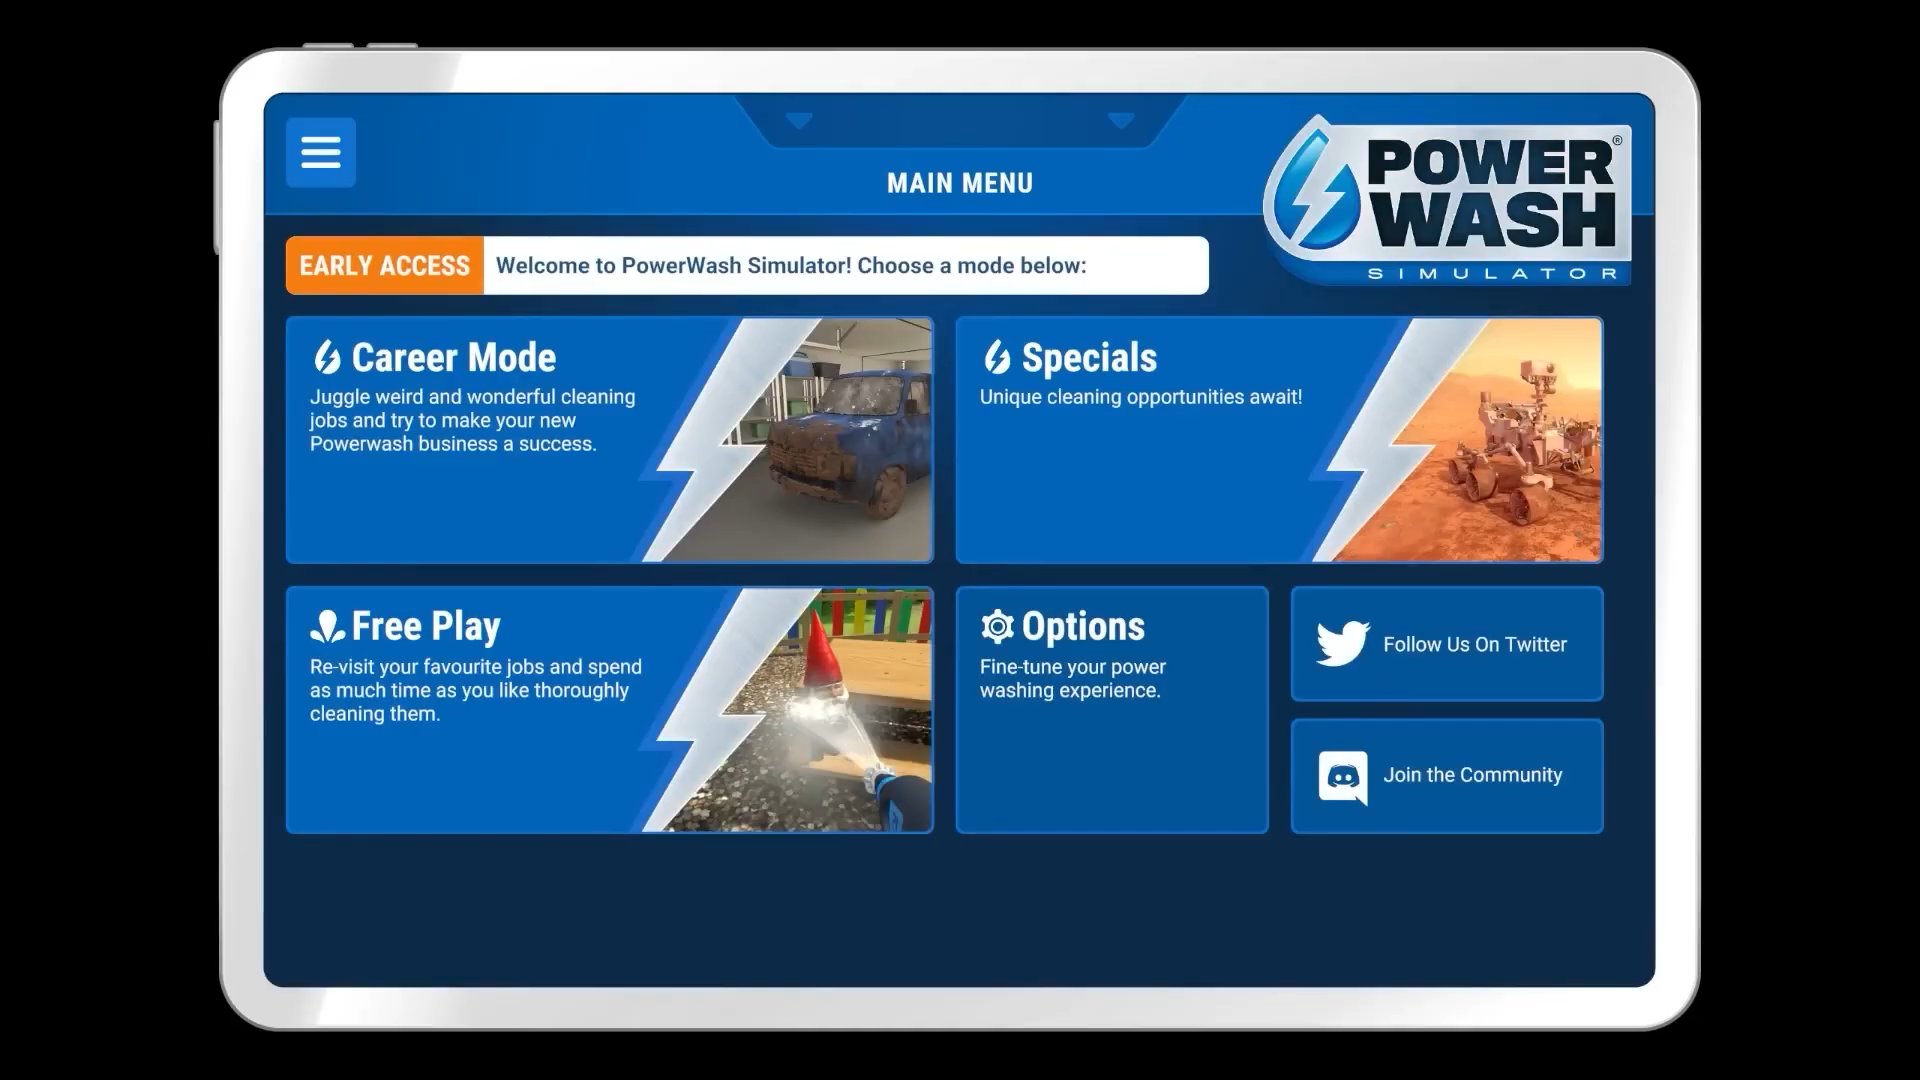 MAIN MENU
POWER®
WASH
SIMULATOR
EARLY ACCESS
Welcome to PowerWash Simulator! Choose a mode below:
Career Mode
Juggle weird and wonderful cleaning
jobs and try to make your new
Powerwash business a success.
Specials
Unique cleaning opportunities await!
Free Play
Re-visit your favourite jobs and spend
as much time as you like thoroughly
cleaning them.
Options
Fine-tune your power
washing experience.
Follow Us On Twitter
Join the Community